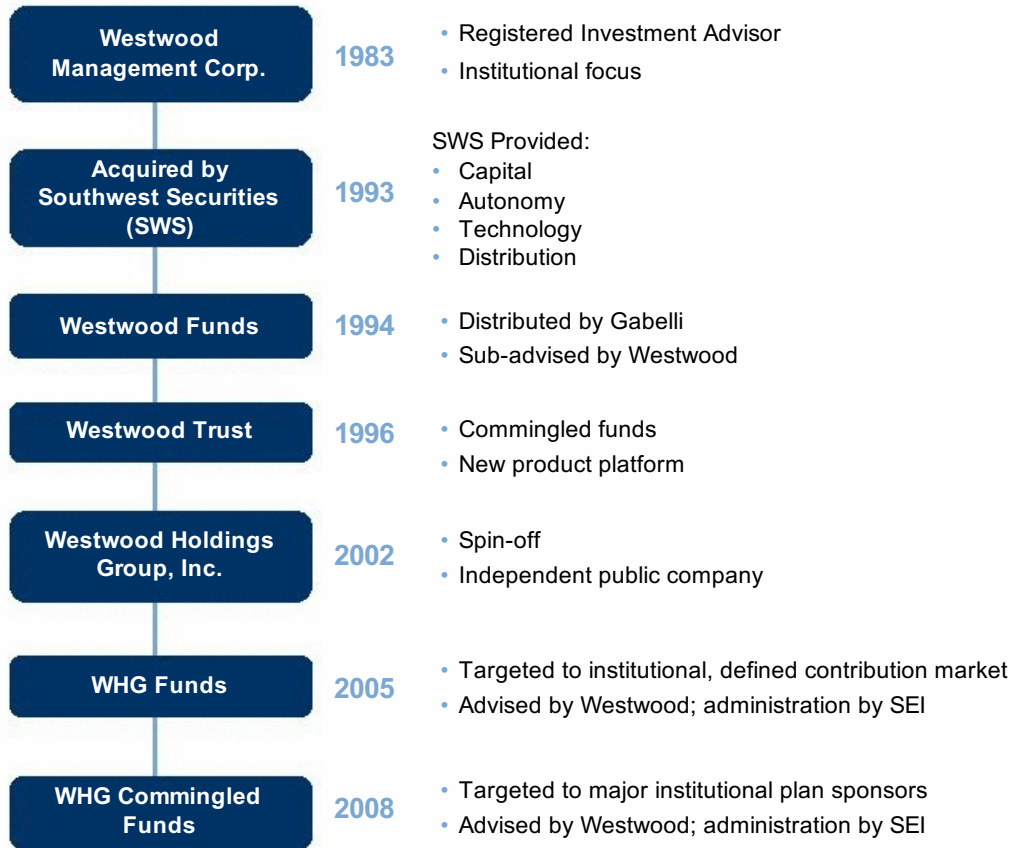 Westwood
Management Corp.
1983
• Registered Investment Advisor
• Institutional focus
Acquired by
Southwest Securities
(SWS)
1993
SWS Provided:
• Capital
• Autonomy
• Technology
• Distribution
Westwood Funds
1994
• Distributed by Gabelli
• Sub-advised by Westwood
Westwood Trust
1996
• Commingled funds
• New product platform
Westwood Holdings
Group, Inc.
2002
• Spin-off
• Independent public company
WHG Funds
2005
• Targeted to institutional, defined contribution market
• Advised by Westwood; administration by SEI
WHG Commingled
Funds
2008
• Targeted to major institutional plan sponsors
• Advised by Westwood; administration by SEI